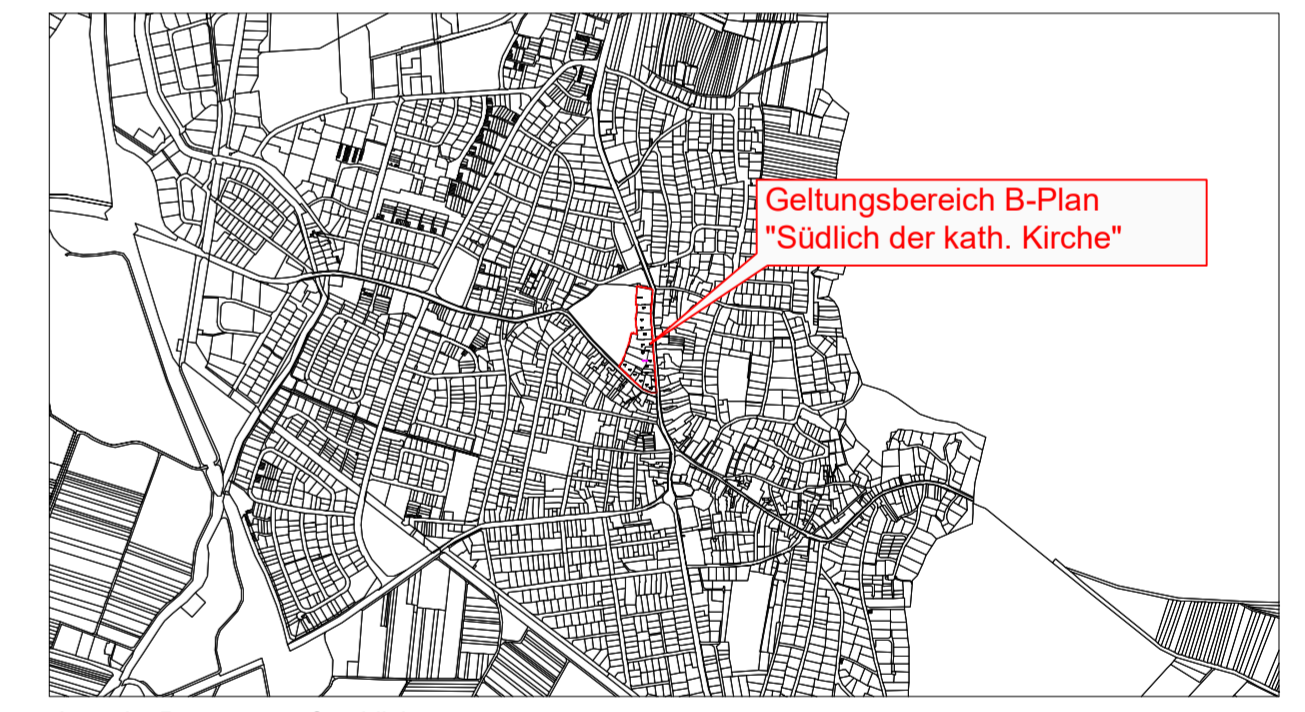 Geltungsbereich B-Plan
"Südlich der kath. Kirche"